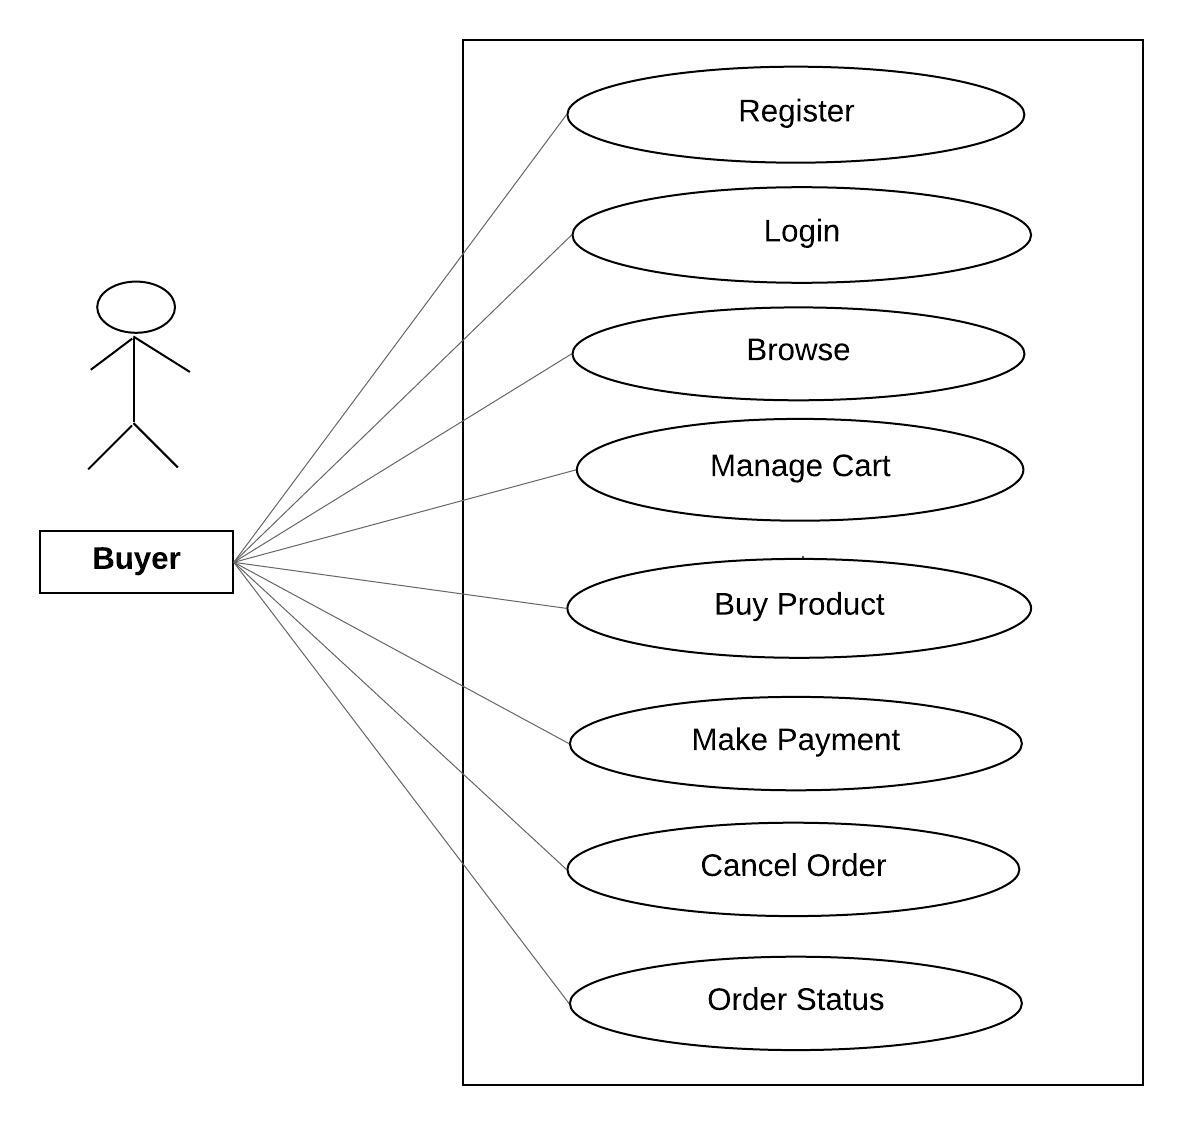 Register
Login
Browse
Manage Cart
Buyer
Buy Product
Make Payment
Cancel Order
Order Status